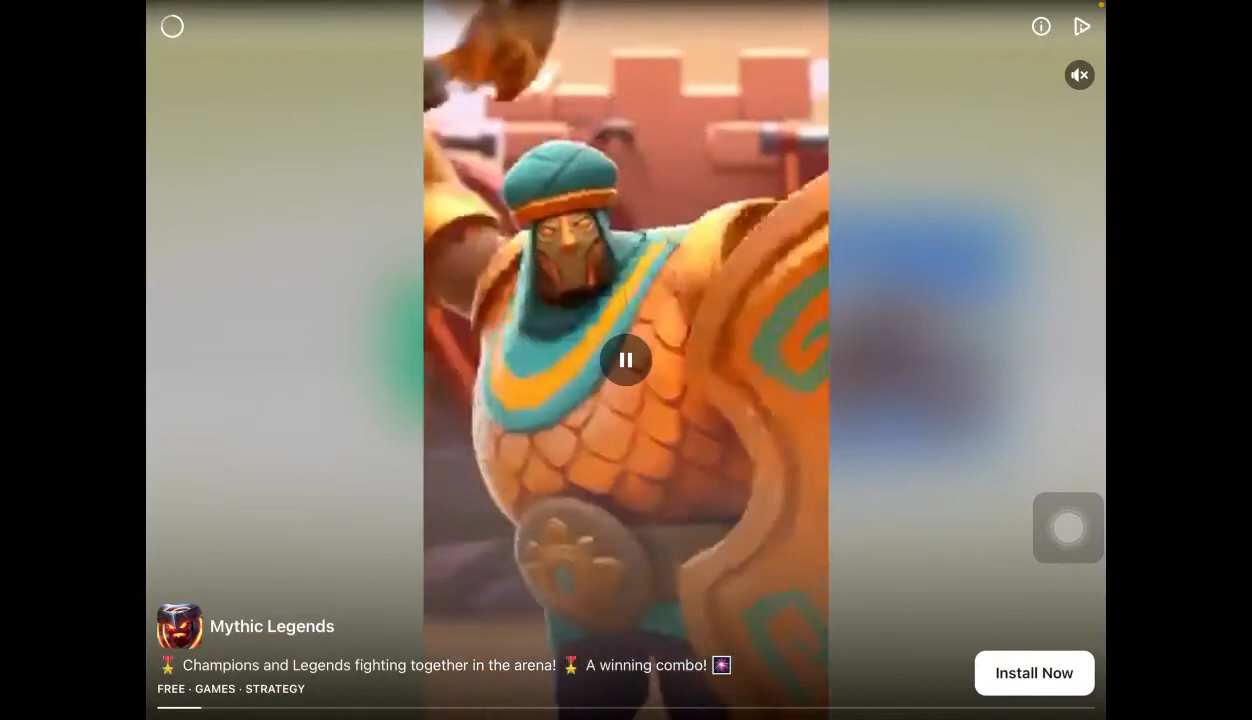 Mythic Legends
🎖️ Champions and Legends fighting together in the arena! 🎖️ A winning combo! 🎆
FREE · GAMES · STRATEGY
Install Now